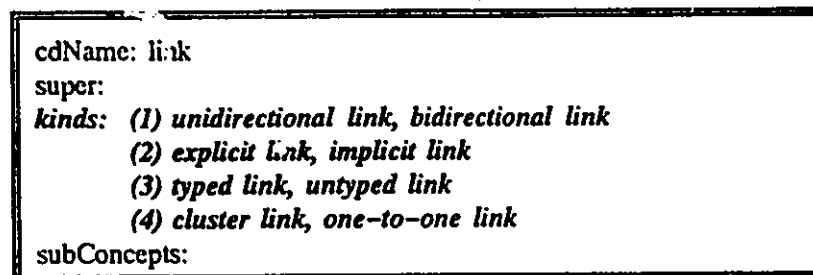 cdName: link
super:
kinds: (1) unidirectional link, bidirectional link
(2) explicit link, implicit link
(3) typed link, untyped link
(4) cluster link, one-to-one link
subConcepts: